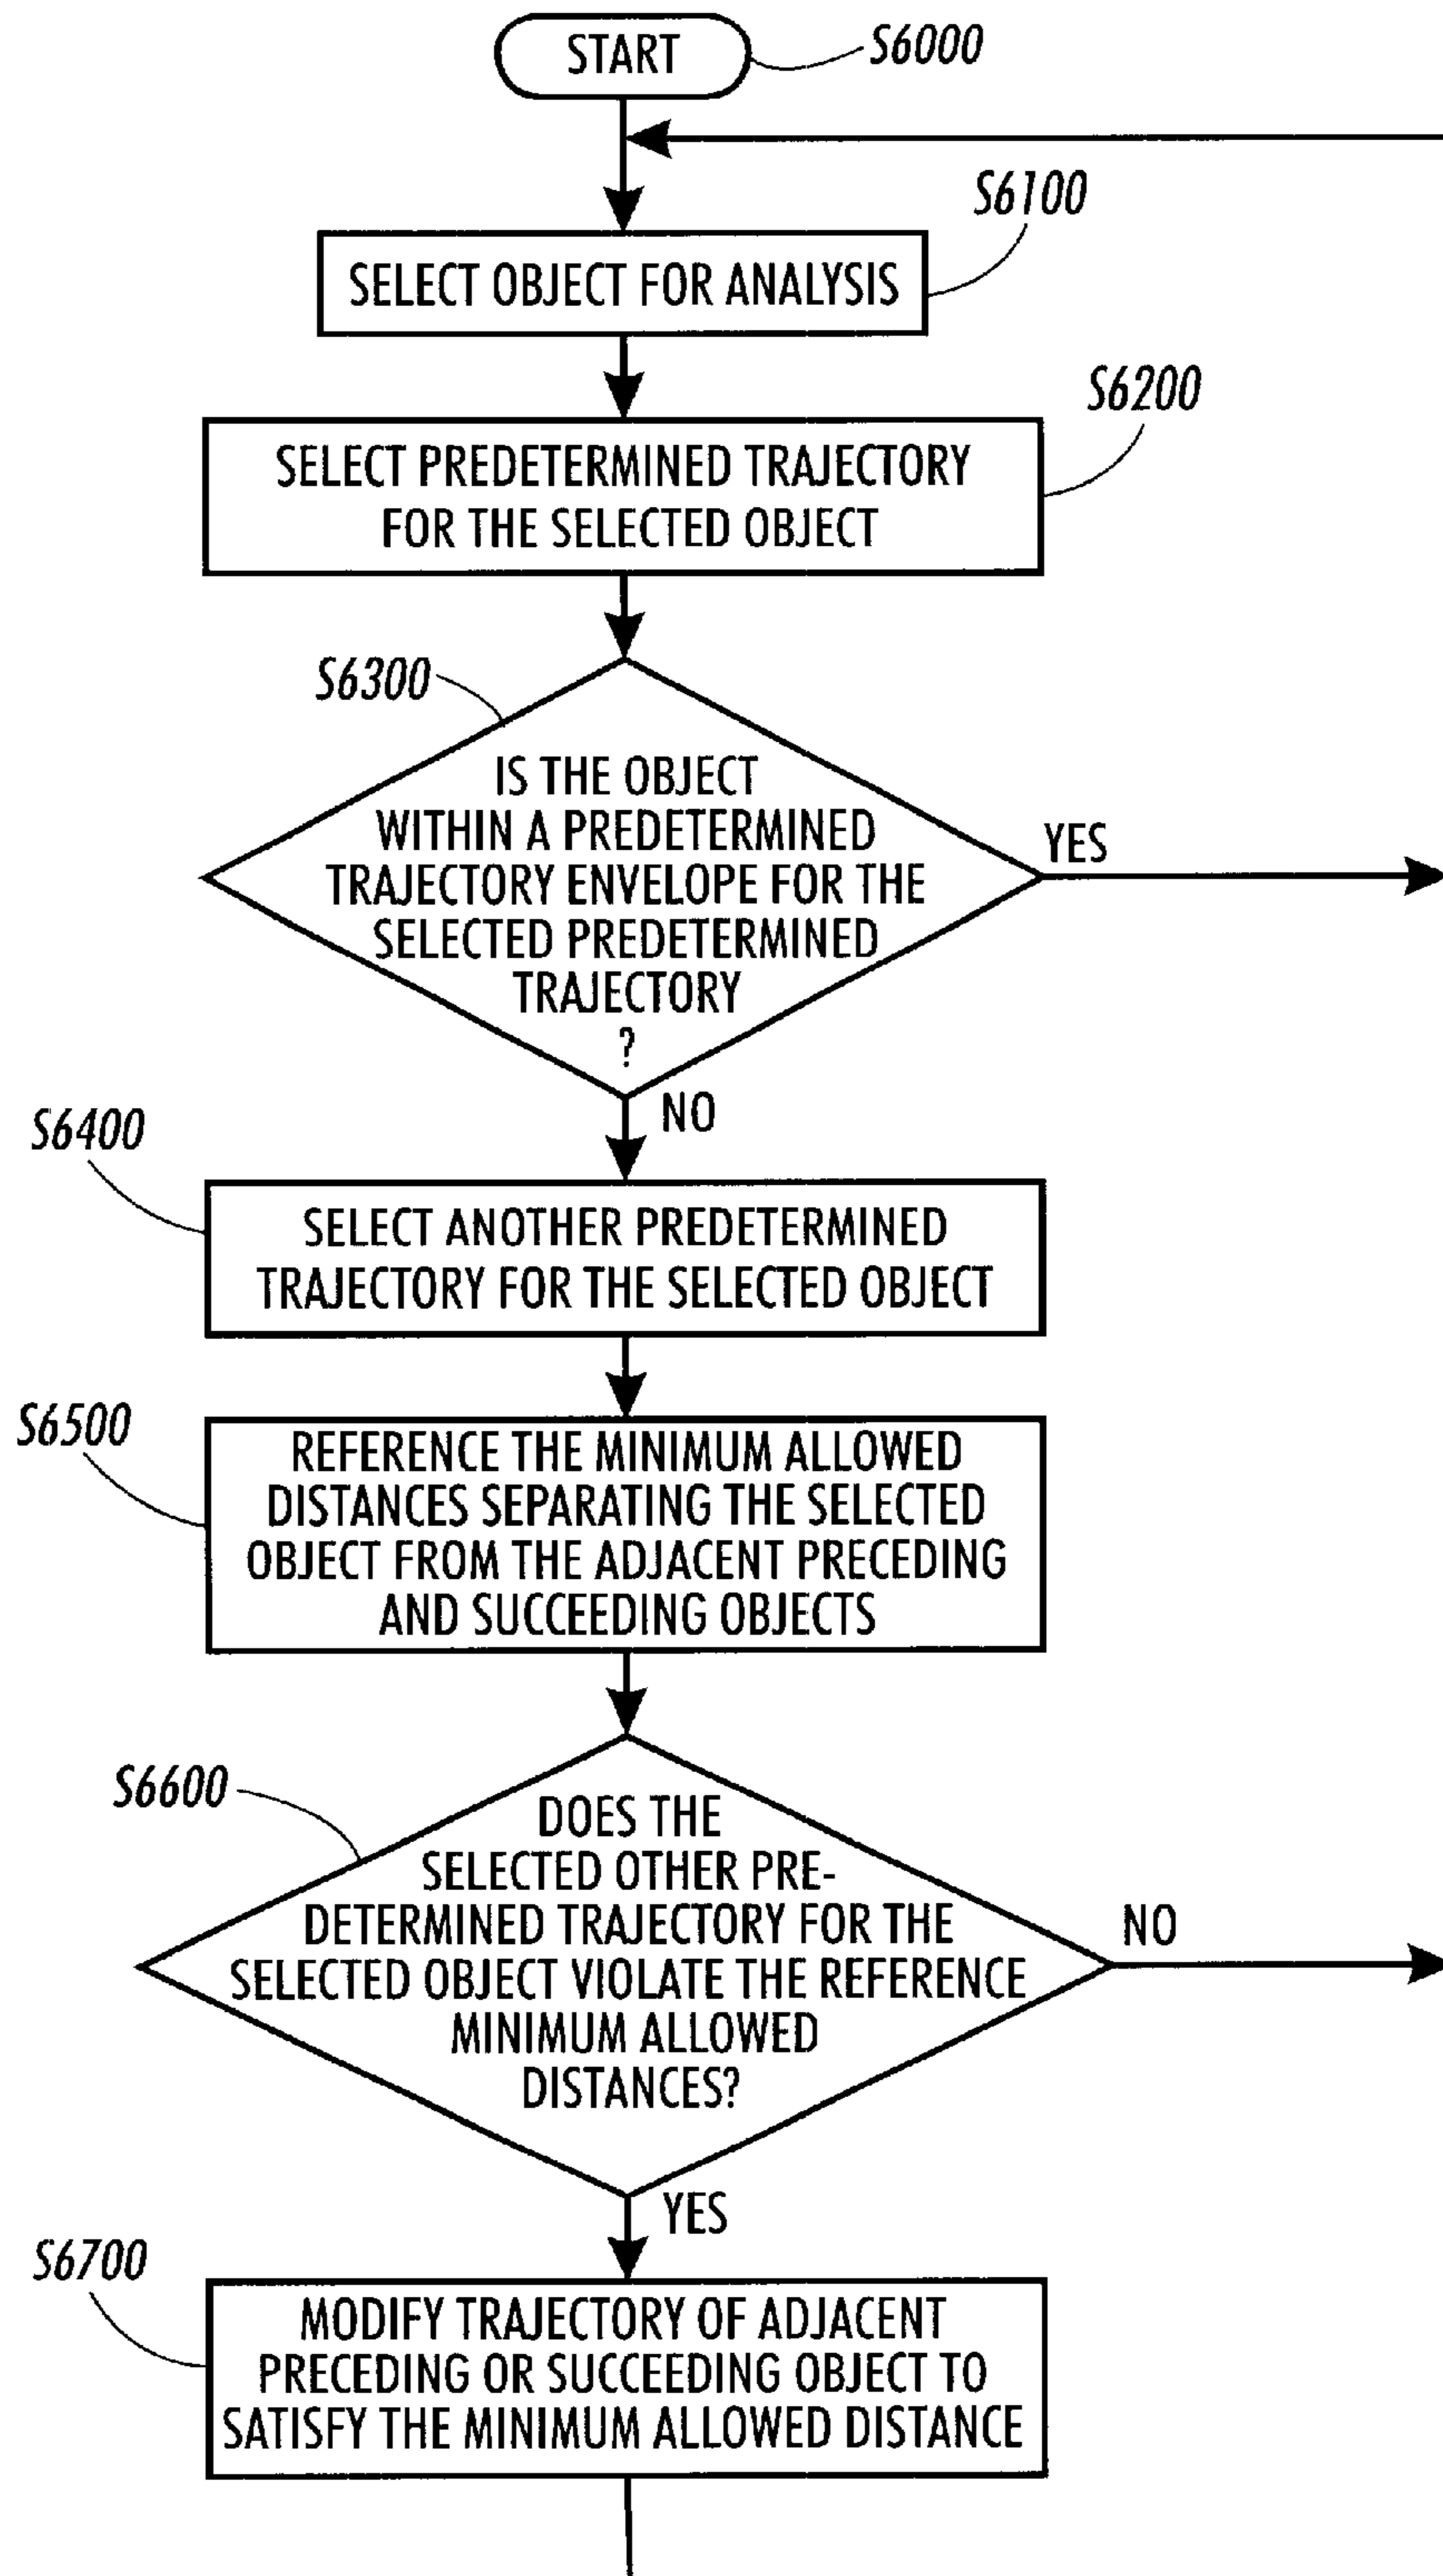 START
S6000
S6100
SELECT OBJECT FOR ANALYSIS
S6200
SELECT PREDETERMINED TRAJECTORY
FOR THE SELECTED OBJECT
S6300
IS THE OBJECT
WITHIN A PREDETERMINED
TRAJECTORY ENVELOPE FOR THE
SELECTED PREDETERMINED
TRAJECTORY
?
YES
NO
S6400
SELECT ANOTHER PREDETERMINED
TRAJECTORY FOR THE SELECTED OBJECT
S6500
REFERENCE THE MINIMUM ALLOWED
DISTANCES SEPARATING THE SELECTED
OBJECT FROM THE ADJACENT PRECEDING
AND SUCCEEDING OBJECTS
S6600
DOES THE
SELECTED OTHER PRE-
DETERMINED TRAJECTORY FOR THE
SELECTED OBJECT VIOLATE THE REFERENCE
MINIMUM ALLOWED
DISTANCES?
NO
YES
S6700
MODIFY TRAJECTORY OF ADJACENT
PRECEDING OR SUCCEEDING OBJECT TO
SATISFY THE MINIMUM ALLOWED DISTANCE